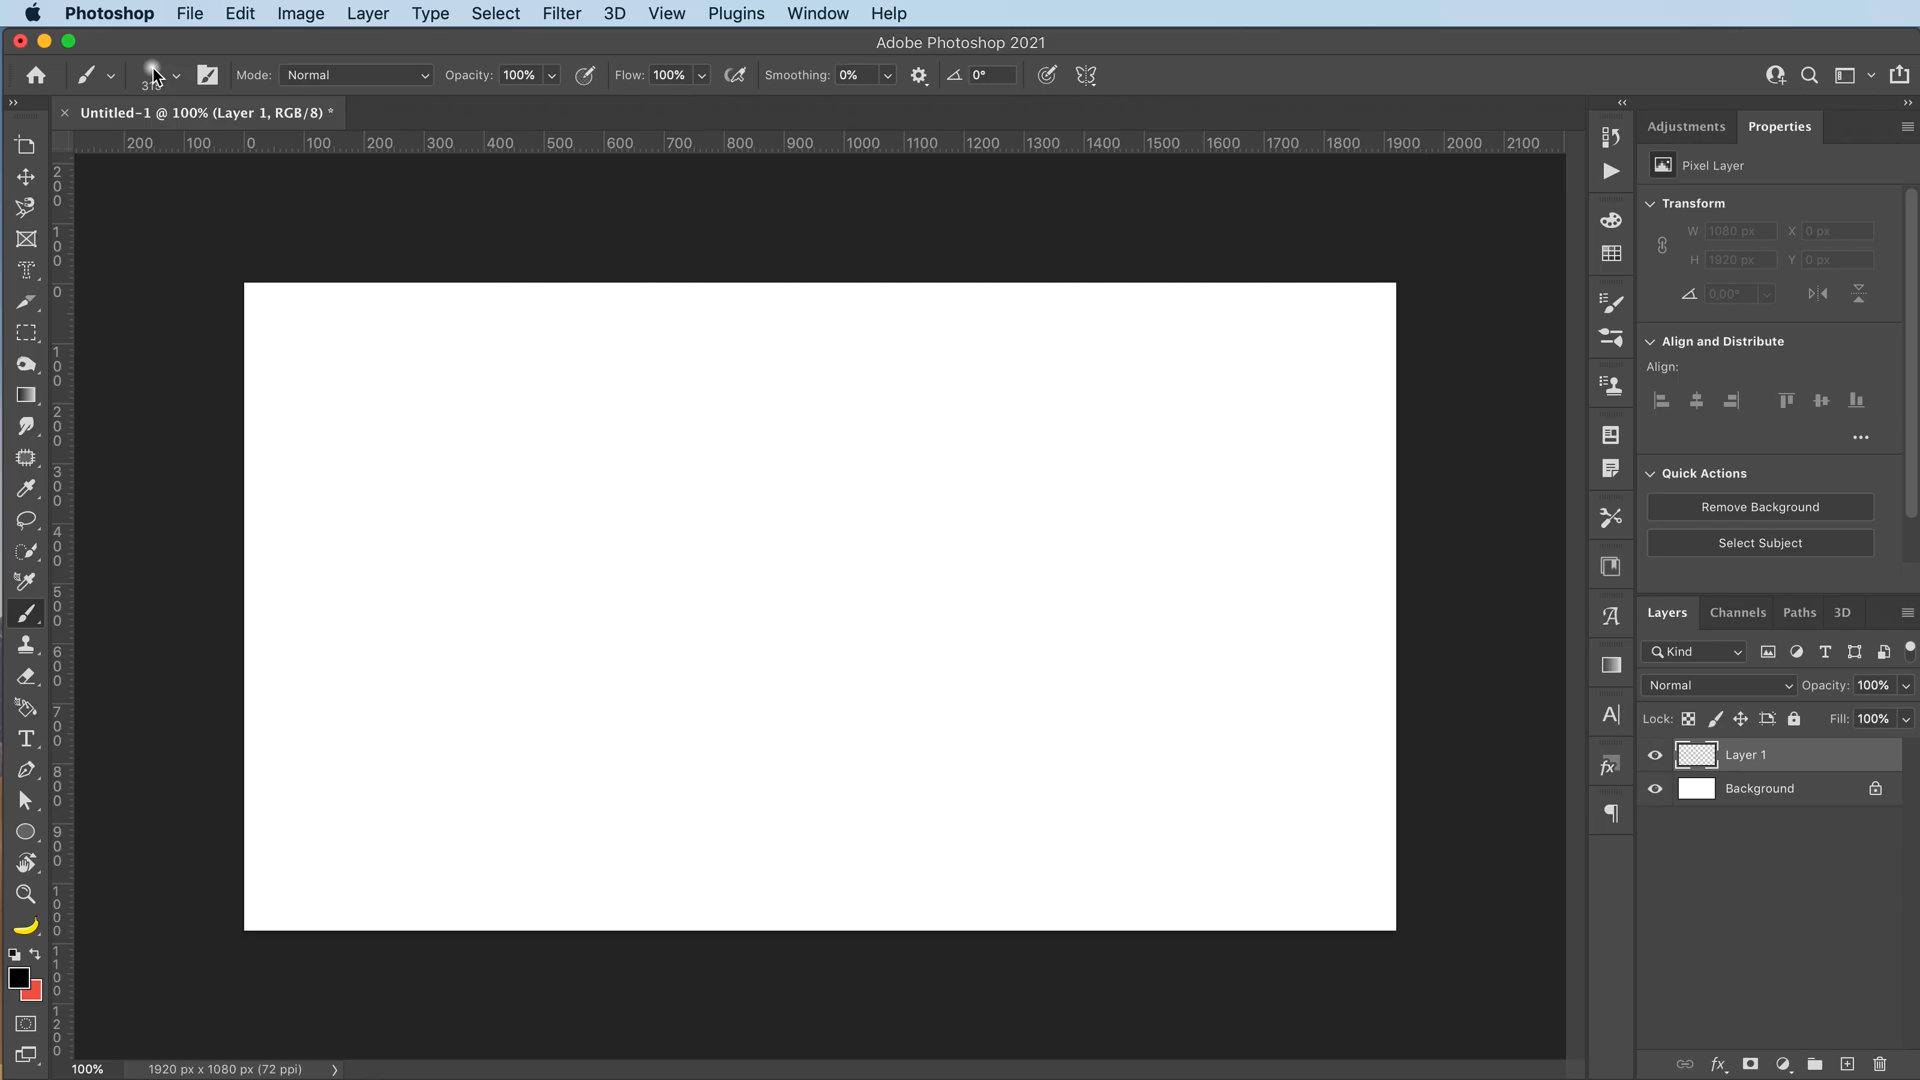 Photoshop File Edit Image Layer Type Select Filter 3D View Plugins Window Help
Adobe Photoshop 2021
Mode: Normal Opacity: 100% Flow: 100% Smoothing: 0% 0°
Untitled-1 @ 100% (Layer 1, RGB/8) *
Adjustments Properties
200 100 0 100 200 300 400 500 600 700 800 900 1000 1100 1200 1300 1400 1500 1600 1700 1800 1900 2000 2100
Pixel Layer
Transform
W 1080 px X 0 px
H 1920 px Y 0 px
0,00°
Align and Distribute
Align:
Quick Actions
Remove Background
Select Subject
200
100
0
100
200
300
400
500
600
700
800
900
1000
1100
1200
Layers Channels Paths 3D
Kind
Normal Opacity: 100%
Lock: Fill: 100%
Layer 1
Background
100% 1920 px x 1080 px (72 ppi)